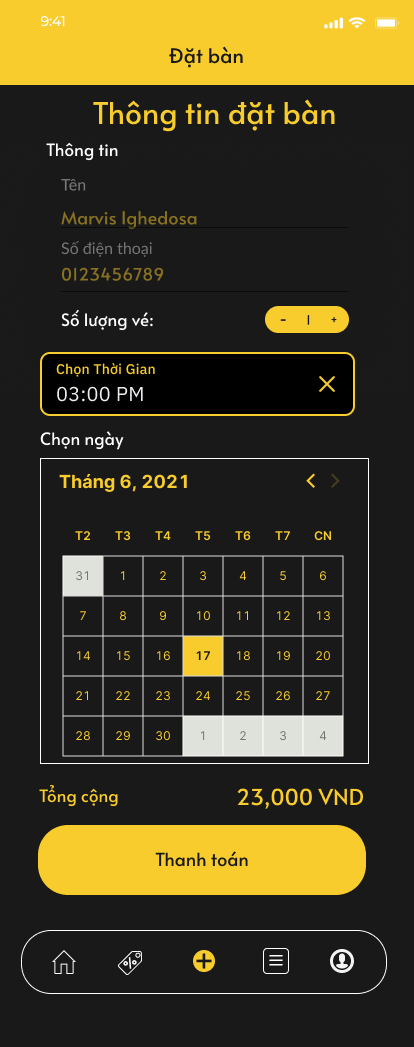 9:41
Đặt bàn
Thông tin đặt bàn
Thông tin
Tên
Marvis Ighedosa
Số điện thoại
0123456789
Số lượng vé: - 1 +
Chọn Thời Gian
03:00 PM
Chọn ngày
Tháng 6, 2021
T2 T3 T4 T5 T6 T7 CN
31 1 2 3 4 5 6
7 8 9 10 11 12 13
14 15 16 17 18 19 20
21 22 23 24 25 26 27
28 29 30 1 2 3 4
Tổng cộng 23,000 VND
Thanh toán